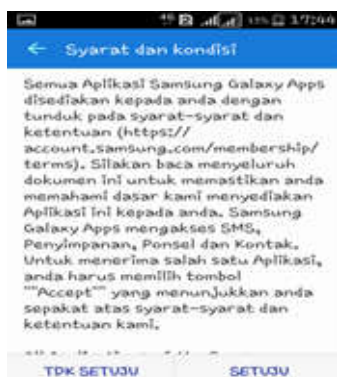 17:00
Syarat dan kondisi
Semua Aplikasi Samsung Galaxy Apps
disediakan kepada anda dengan
tunduk pada syarat-syarat dan
ketentuan (https://
account.samsung.com/membership/
terms). Silakan baca menyeluruh
dokumen ini untuk memastikan anda
memahami dasar kami menyediakan
Aplikasi ini kepada anda. Samsung
Galaxy Apps mengakses SMS,
Penyimpanan, Ponsel dan Kontak.
Untuk menerima salah satu Aplikasi,
anda harus memilih tombol
""Accept"" yang menunjukkan anda
sepakat atas syarat-syarat dan
ketentuan kami.
TDK SETUJU SETUJU